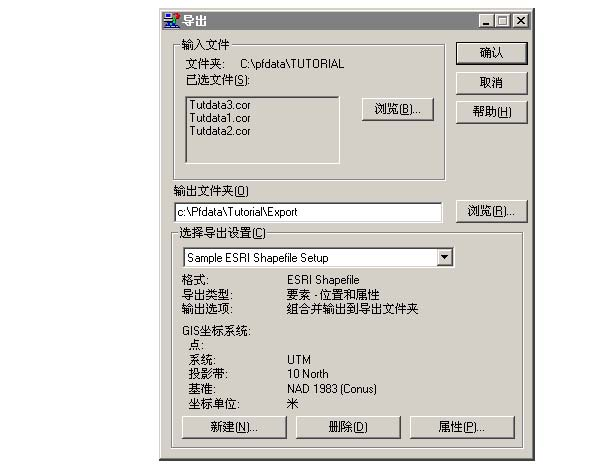 导出
输入文件
文件夹: C:\pfdata\TUTORIAL
已选文件(S):
Tutdata3.cor
Tutdata1.cor
Tutdata2.cor
浏览(B)...
确认
取消
帮助(H)
输出文件夹(O)
c:\Pfdata\Tutorial\Export
浏览(R)...
选择导出设置(C)
Sample ESRI Shapefile Setup
格式: ESRI Shapefile
导出类型: 要素 - 位置和属性
输出选项: 组合并输出到导出文件夹
GIS坐标系统:
点:
系统: UTM
投影带: 10 North
基准: NAD 1983 (Conus)
坐标单位: 米
新建(N)... 删除(D) 属性(P)...